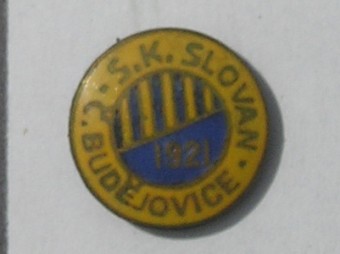 S.K. SLOVAN
Č. BUDĚJOVICE
1921